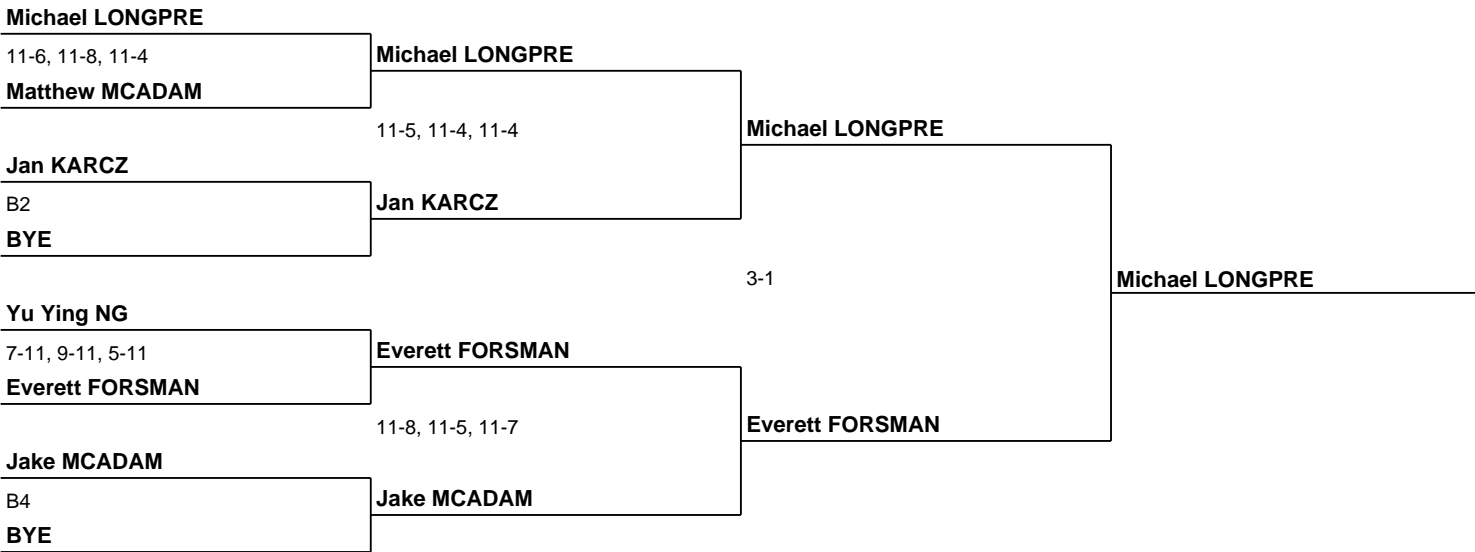 Michael LONGPRE
11-6, 11-8, 11-4
Michael LONGPRE
Matthew MCADAM
11-5, 11-4, 11-4
Michael LONGPRE
Jan KARCZ
B2
Jan KARCZ
BYE
3-1
Michael LONGPRE
Yu Ying NG
7-11, 9-11, 5-11
Everett FORSMAN
Everett FORSMAN
11-8, 11-5, 11-7
Everett FORSMAN
Jake MCADAM
B4
Jake MCADAM
BYE